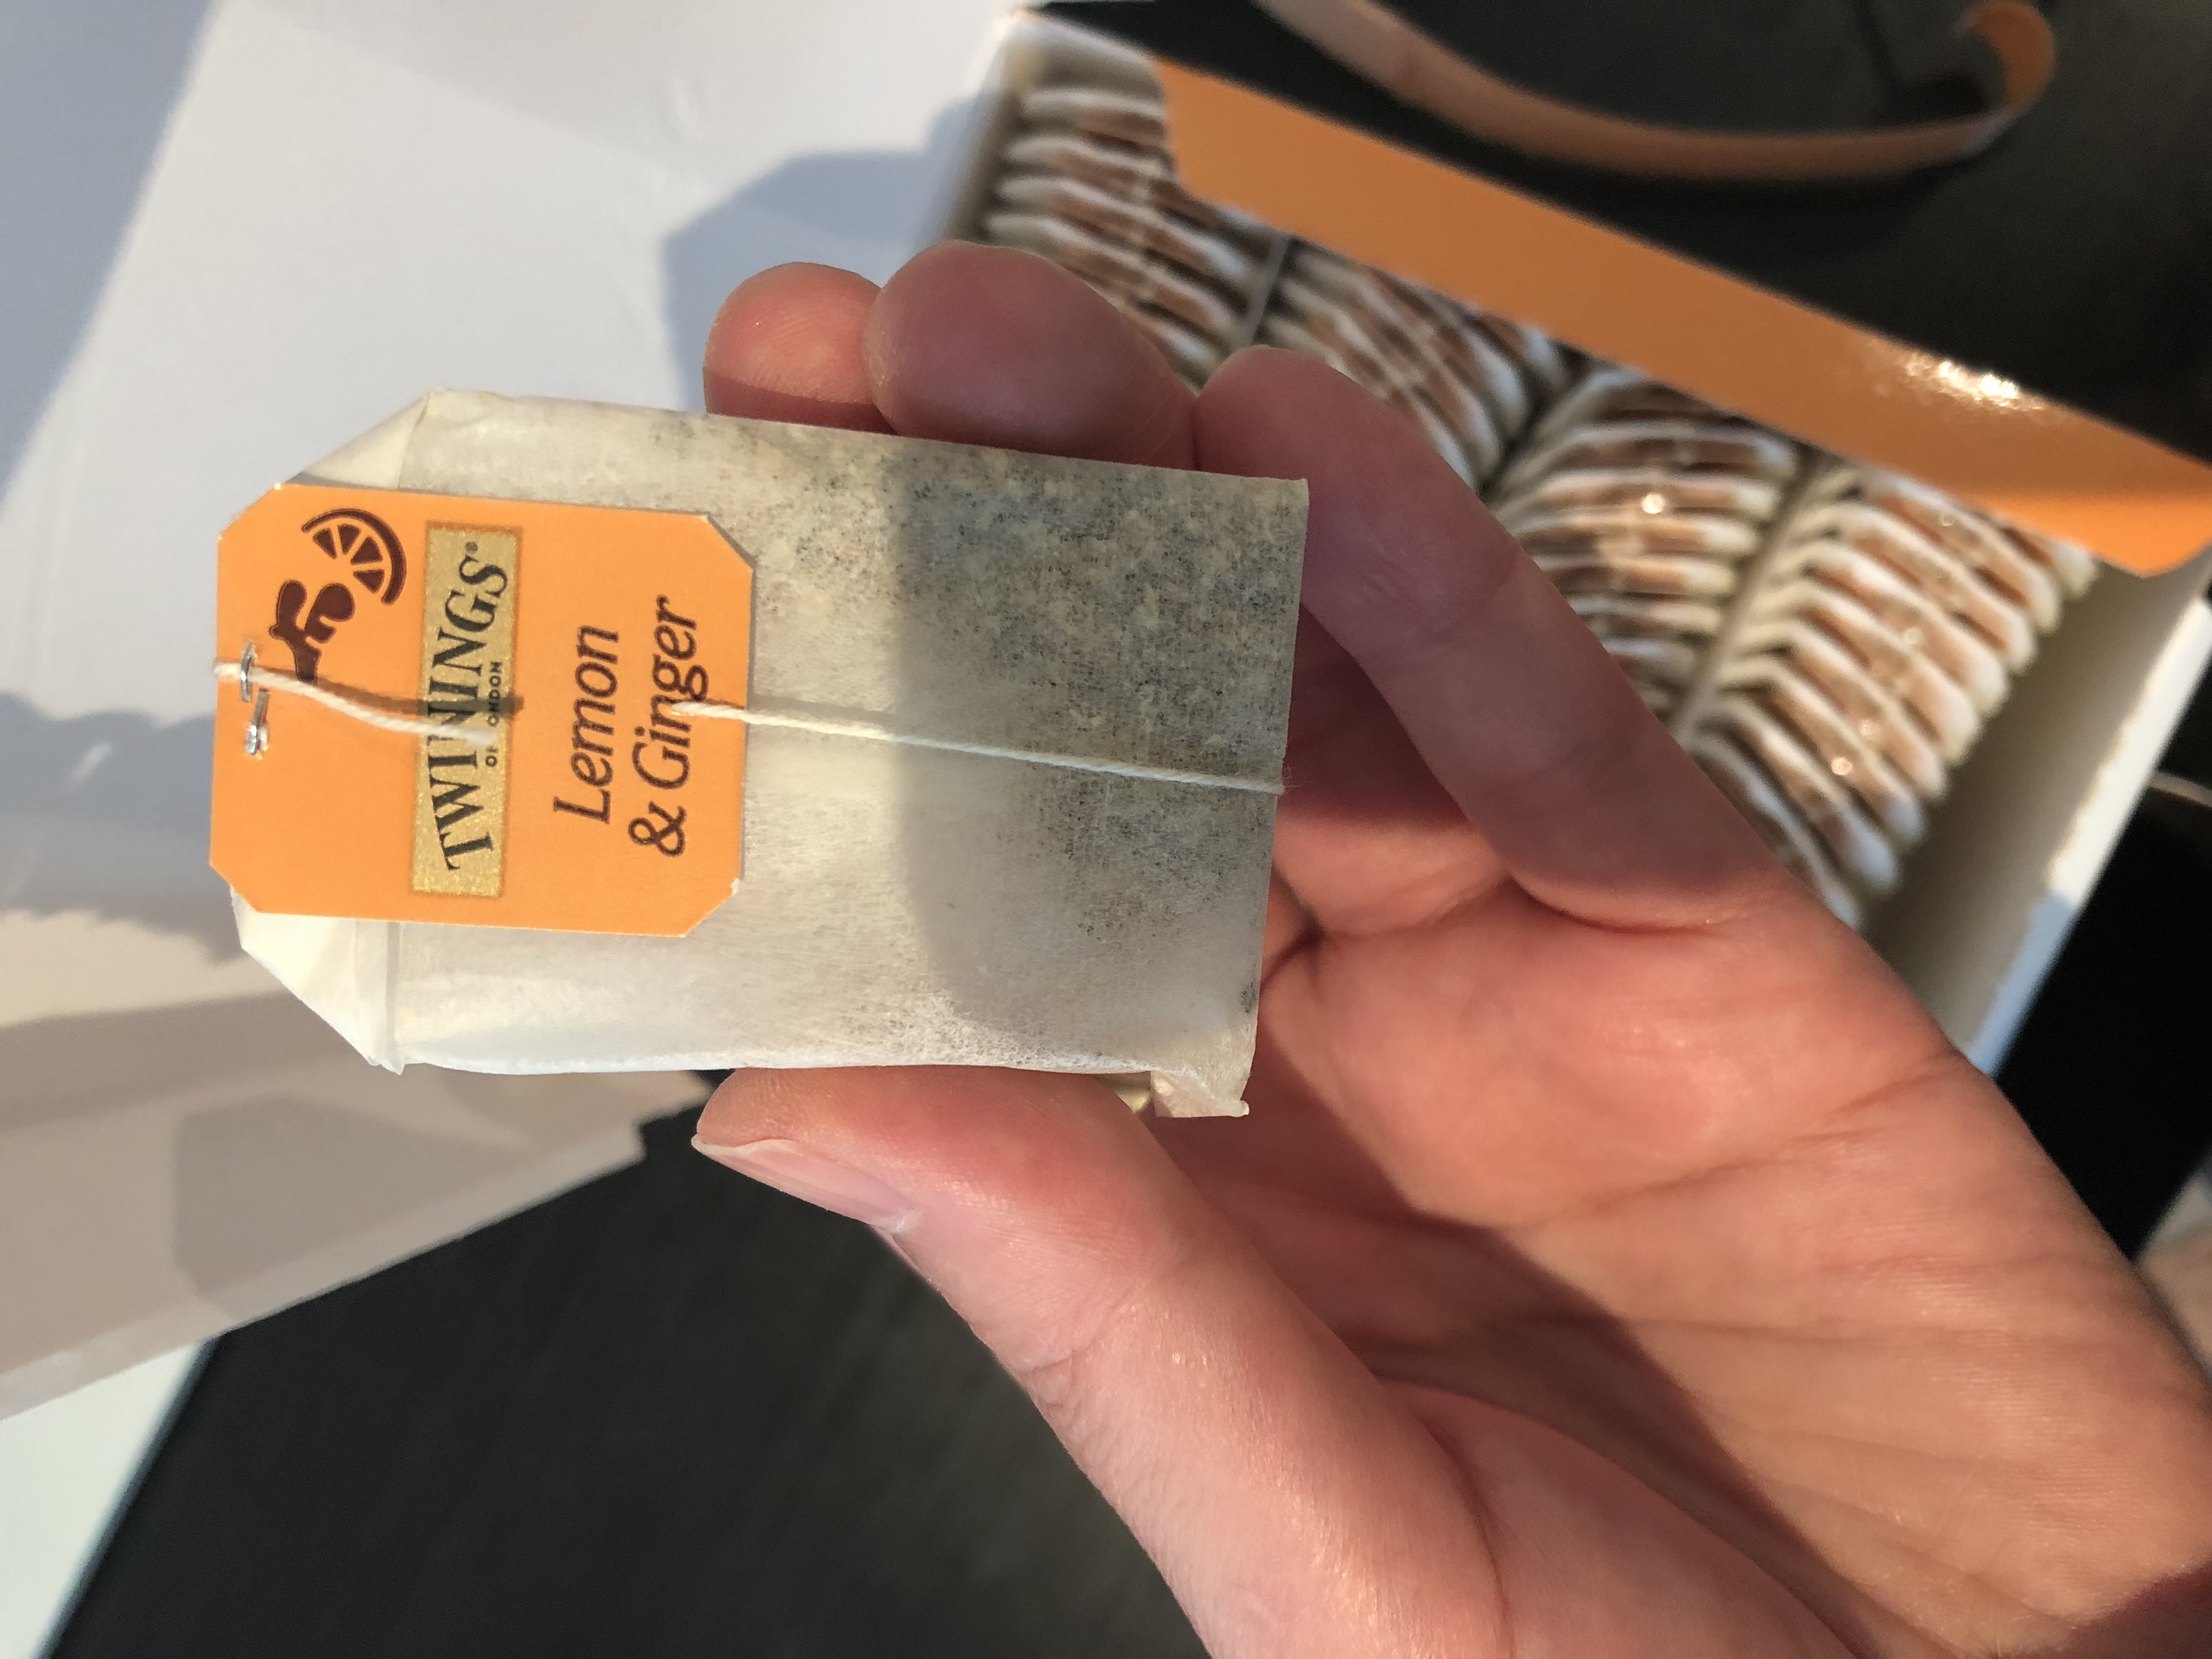 TWININGS®
OF LONDON
Lemon
& Ginger